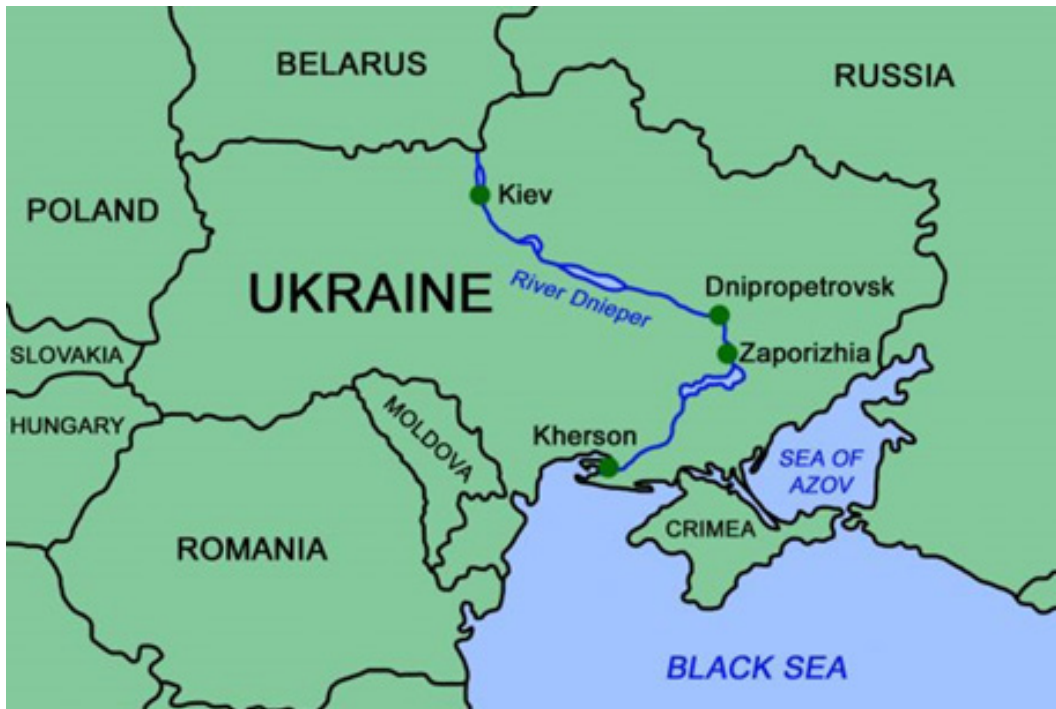 BELARUS
RUSSIA
POLAND
Kiev
UKRAINE
River Dnieper
Dnipropetrovsk
SLOVAKIA
Zaporizhia
HUNGARY
MOLDOVA
Kherson
SEA OF
AZOV
CRIMEA
ROMANIA
BLACK SEA